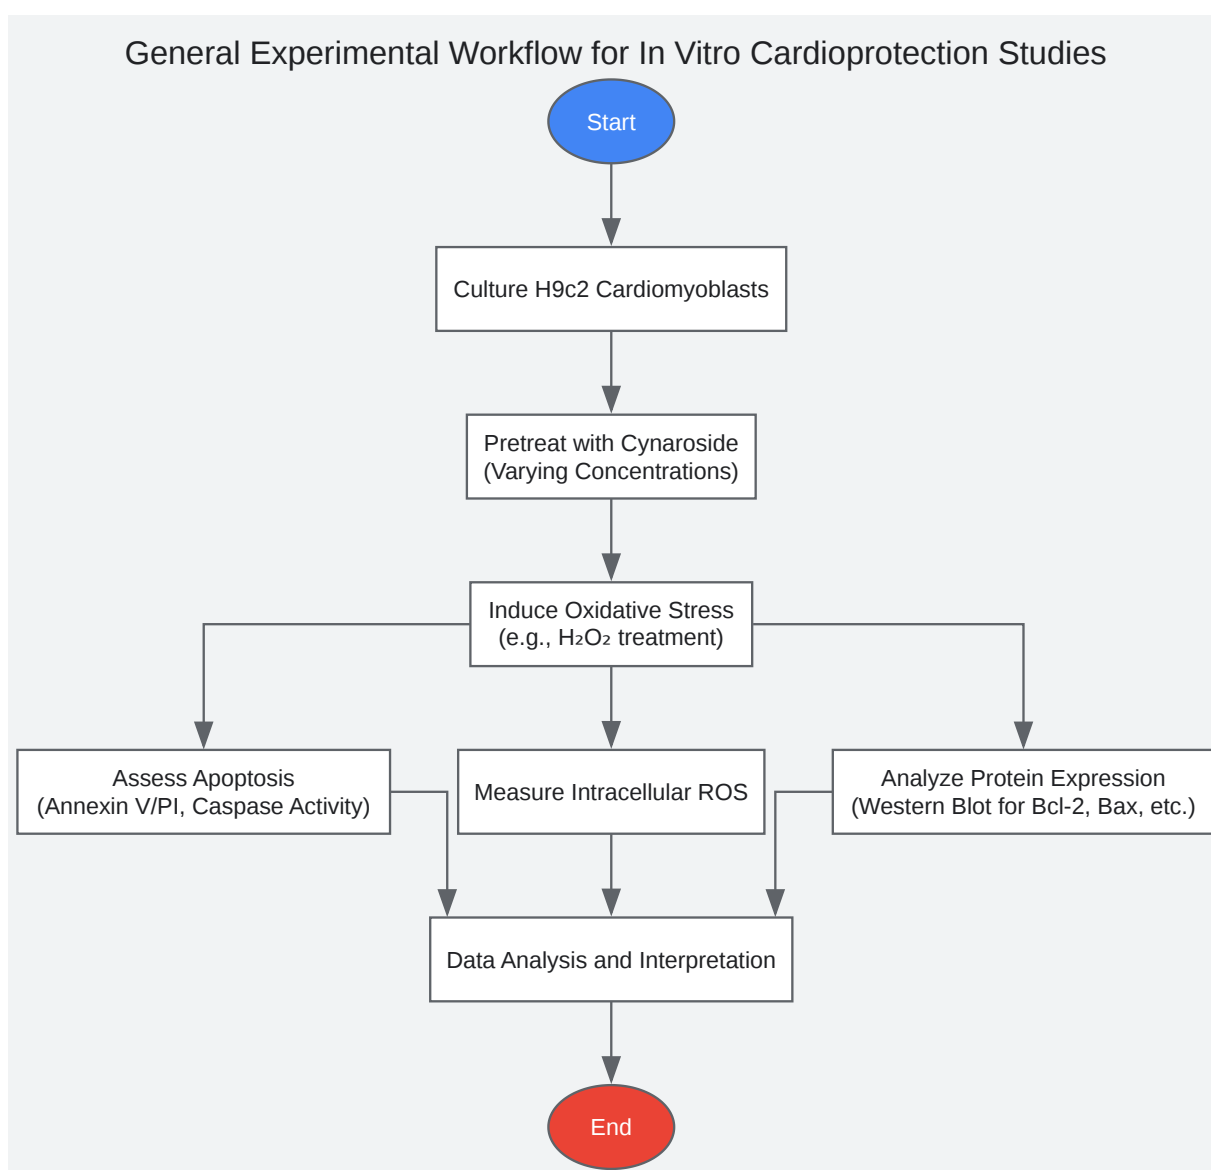 General Experimental Workflow for In Vitro Cardioprotection Studies
Start
Culture H9c2 Cardiomyoblasts
Pretreat with Cynaroside
(Varying Concentrations)
Induce Oxidative Stress
(e.g., H₂O₂ treatment)
Assess Apoptosis
(Annexin V/PI, Caspase Activity)
Measure Intracellular ROS
Analyze Protein Expression
(Western Blot for Bcl-2, Bax, etc.)
Data Analysis and Interpretation
End